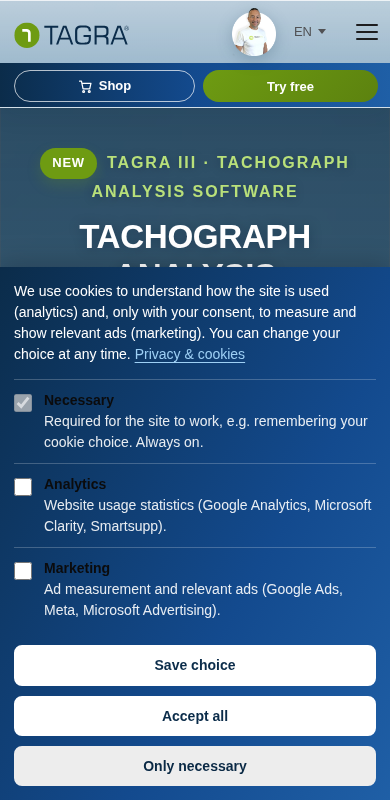 TAGRA®
EN
Shop
Try free
NEW TAGRA III · TACHOGRAPH
ANALYSIS SOFTWARE
TACHOGRAPH
ANALYSIS
We use cookies to understand how the site is used
(analytics) and, only with your consent, to measure and
show relevant ads (marketing). You can change your
choice at any time. Privacy & cookies
Necessary
Required for the site to work, e.g. remembering your
cookie choice. Always on.
Analytics
Website usage statistics (Google Analytics, Microsoft
Clarity, Smartsupp).
Marketing
Ad measurement and relevant ads (Google Ads,
Meta, Microsoft Advertising).
Save choice
Accept all
Only necessary